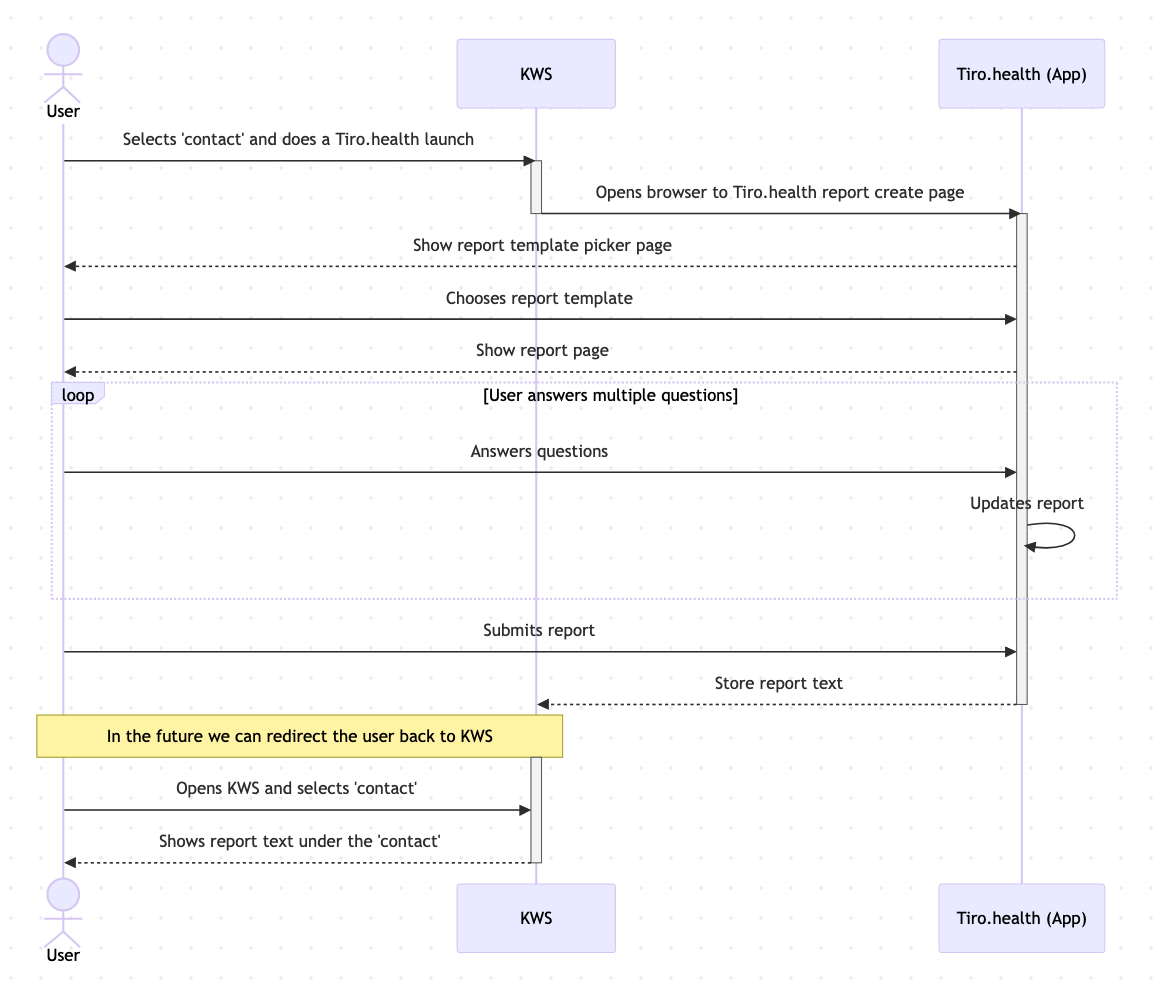 User
KWS
Tiro.health (App)
Selects 'contact' and does a Tiro.health launch
Opens browser to Tiro.health report create page
Show report template picker page
Chooses report template
Show report page
loop
[User answers multiple questions]
Answers questions
Updates report
Submits report
Store report text
In the future we can redirect the user back to KWS
Opens KWS and selects 'contact'
Shows report text under the 'contact'
User
KWS
Tiro.health (App)